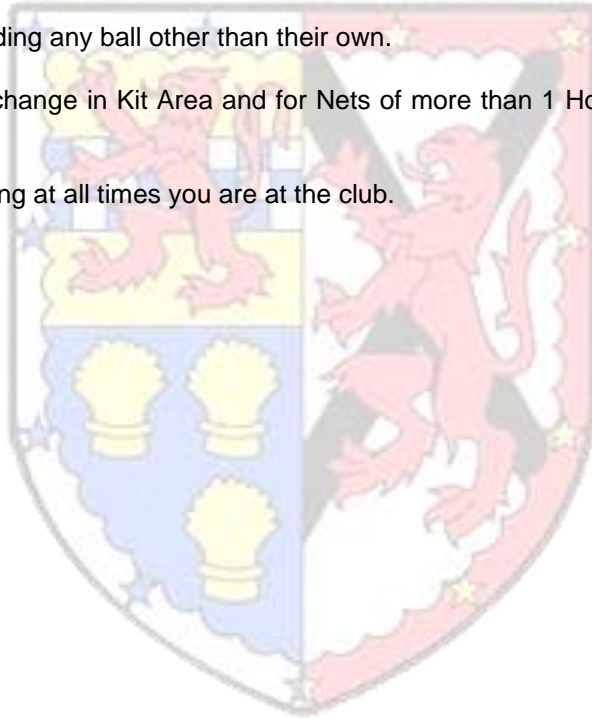 ding any ball other than their own.
change in Kit Area and for Nets of more than 1 Ho
ng at all times you are at the club.